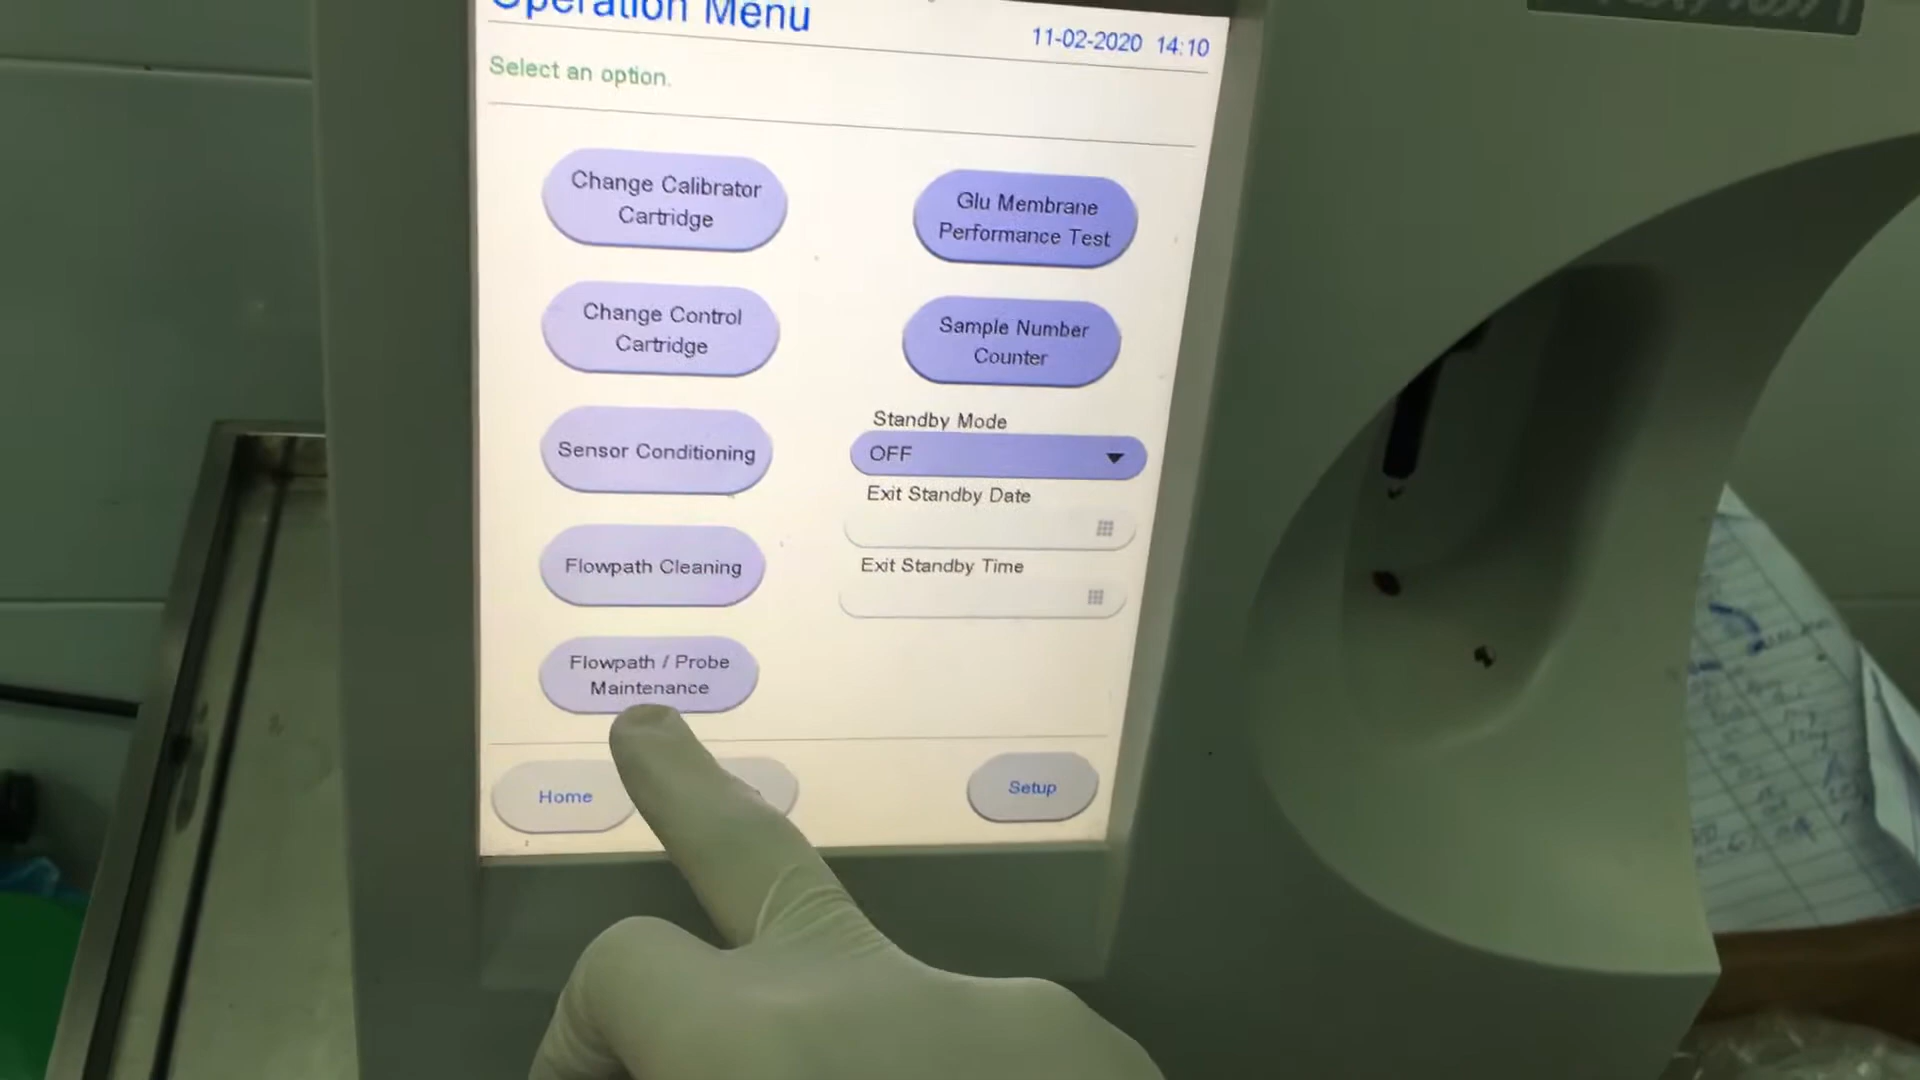 Operation Menu
11-02-2020 14:10
Select an option.
Change Calibrator
Cartridge
Glu Membrane
Performance Test
Change Control
Cartridge
Sample Number
Counter
Sensor Conditioning
Standby Mode
OFF
Exit Standby Date
Flowpath Cleaning
Exit Standby Time
Flowpath / Probe
Maintenance
Home
Setup